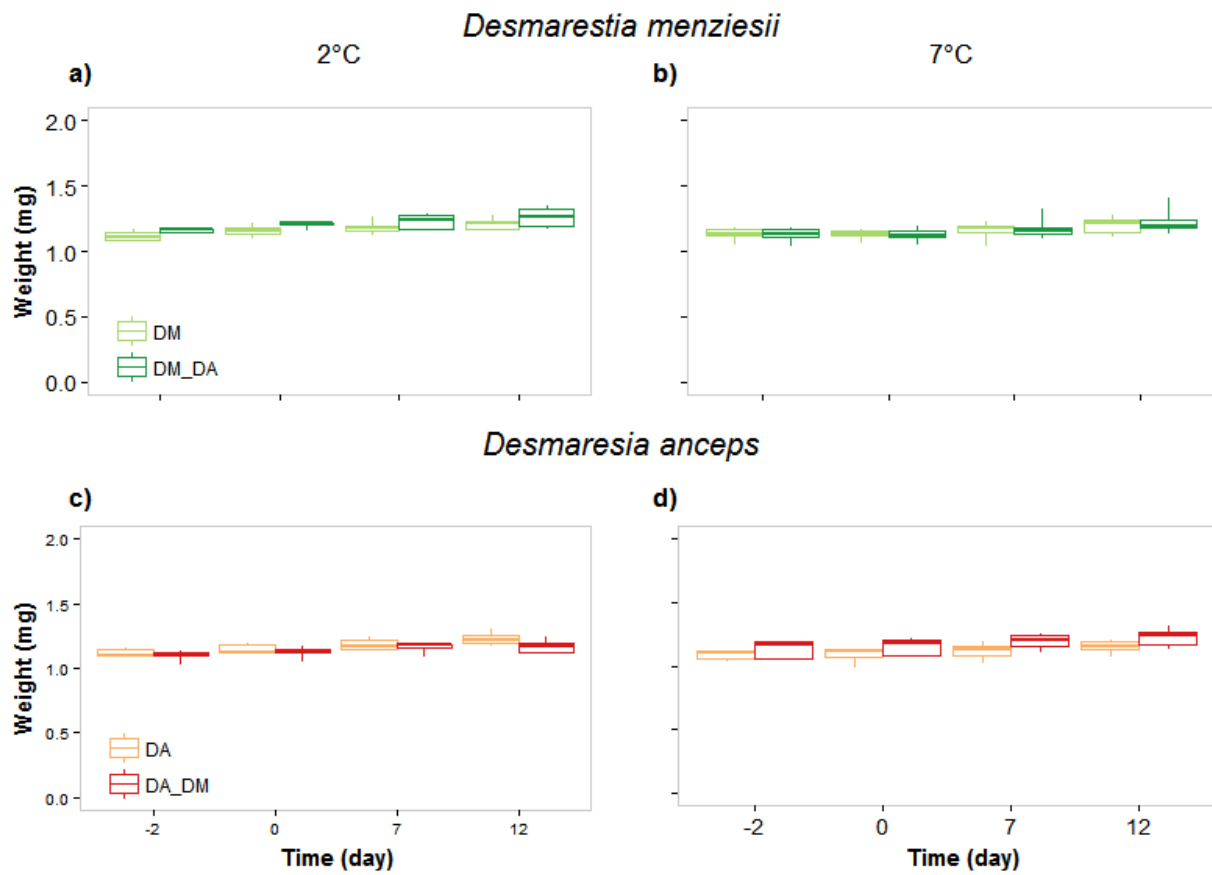 Desmarestia menziesii
2°C
7°C
a)
b)
2.0
1.5
1.0
0.5
0.0
Weight (mg)
DM
DM_DA
Desmaresia anceps
c)
d)
2.0
1.5
1.0
0.5
0.0
Weight (mg)
DA
DA_DM
-2 0 7 12
-2 0 7 12
Time (day)
Time (day)